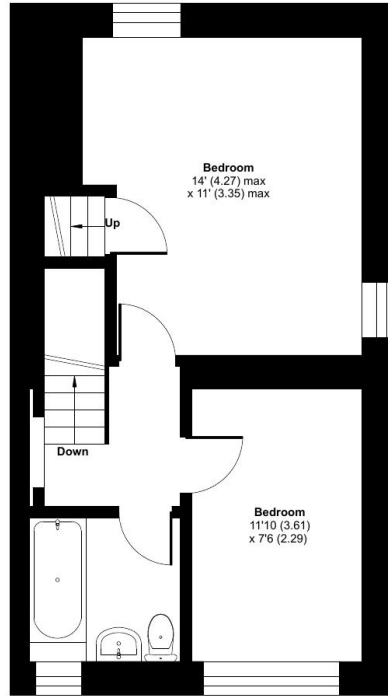 Bedroom
14' (4.27) max
x 11' (3.35) max
Up
Down
Bedroom
11'10 (3.61)
x 7'6 (2.29)